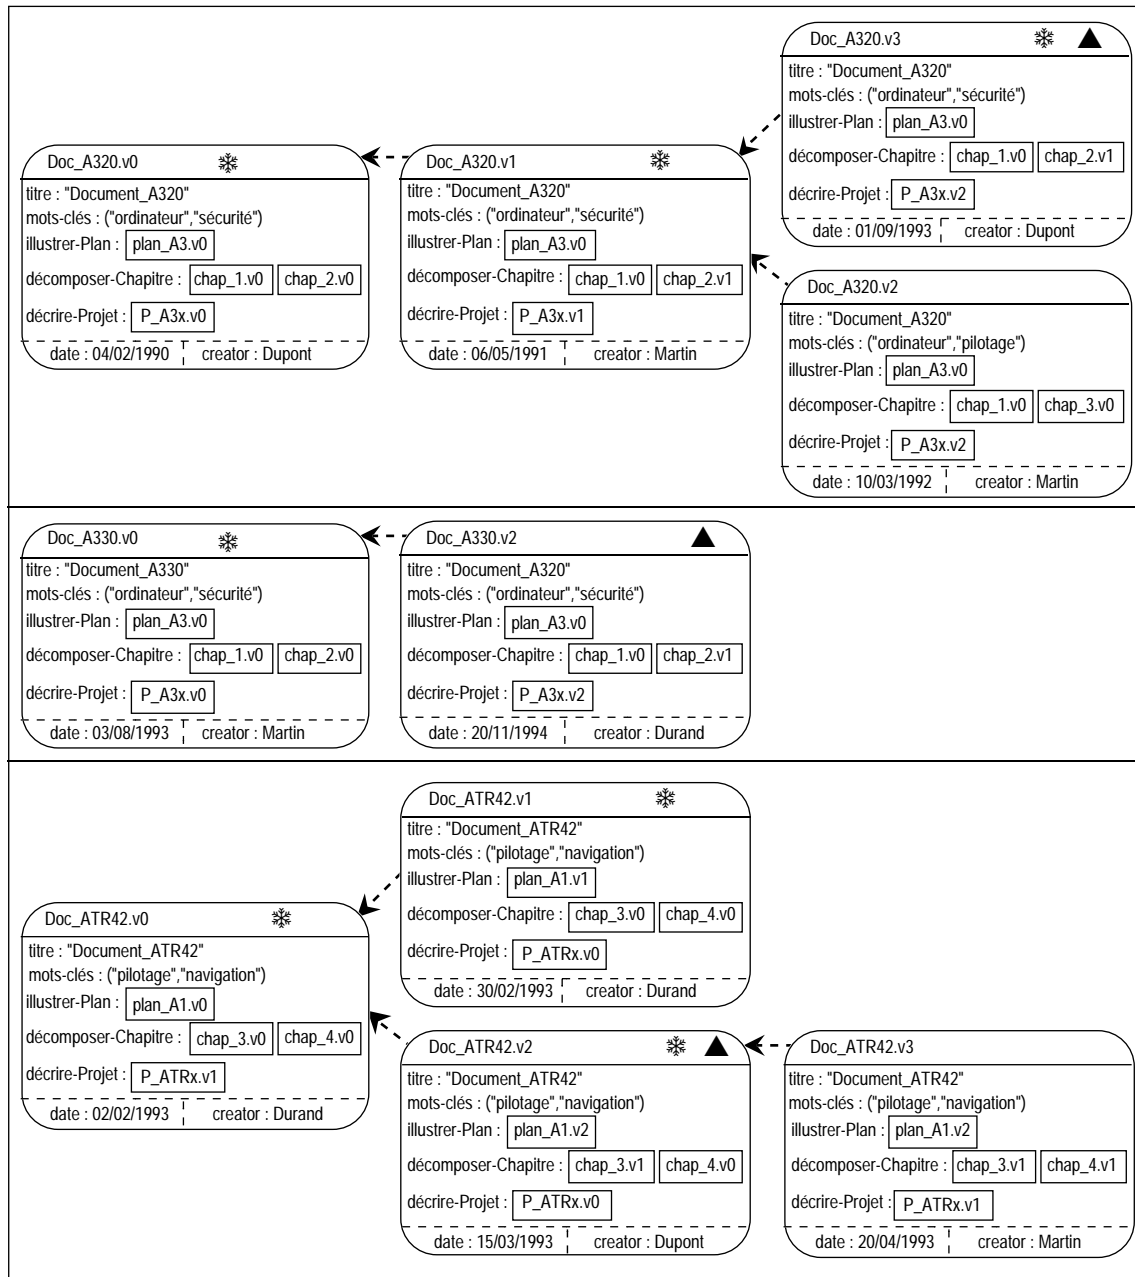 Doc_A320.v3
titre : "Document_A320"
mots-clés : ("ordinateur","sécurité")
illustrer-Plan : plan_A3.v0
décomposer-Chapitre : chap_1.v0 chap_2.v1
décrire-Projet : P_A3x.v2
date : 01/09/1993 creator : Dupont
Doc_A320.v0
titre : "Document_A320"
mots-clés : ("ordinateur","sécurité")
illustrer-Plan : plan_A3.v0
décomposer-Chapitre : chap_1.v0 chap_2.v0
décrire-Projet : P_A3x.v0
date : 04/02/1990 creator : Dupont
Doc_A320.v1
titre : "Document_A320"
mots-clés : ("ordinateur","sécurité")
illustrer-Plan : plan_A3.v0
décomposer-Chapitre : chap_1.v0 chap_2.v1
décrire-Projet : P_A3x.v1
date : 06/05/1991 creator : Martin
Doc_A320.v2
titre : "Document_A320"
mots-clés : ("ordinateur","pilotage")
illustrer-Plan : plan_A3.v0
décomposer-Chapitre : chap_1.v0 chap_3.v0
décrire-Projet : P_A3x.v2
date : 10/03/1992 creator : Martin
Doc_A330.v0
titre : "Document_A330"
mots-clés : ("ordinateur","sécurité")
illustrer-Plan : plan_A3.v0
décomposer-Chapitre : chap_1.v0 chap_2.v0
décrire-Projet : P_A3x.v0
date : 03/08/1993 creator : Martin
Doc_A330.v2
titre : "Document_A320"
mots-clés : ("ordinateur","sécurité")
illustrer-Plan : plan_A3.v0
décomposer-Chapitre : chap_1.v0 chap_2.v1
décrire-Projet : P_A3x.v2
date : 20/11/1994 creator : Durand
Doc_ATR42.v1
titre : "Document_ATR42"
mots-clés : ("pilotage","navigation")
illustrer-Plan : plan_A1.v1
décomposer-Chapitre : chap_3.v0 chap_4.v0
décrire-Projet : P_ATRx.v0
date : 30/02/1993 creator : Durand
Doc_ATR42.v0
titre : "Document_ATR42"
mots-clés : ("pilotage","navigation")
illustrer-Plan : plan_A1.v0
décomposer-Chapitre : chap_3.v0 chap_4.v0
décrire-Projet : P_ATRx.v1
date : 02/02/1993 creator : Durand
Doc_ATR42.v2
titre : "Document_ATR42"
mots-clés : ("pilotage","navigation")
illustrer-Plan : plan_A1.v2
décomposer-Chapitre : chap_3.v1 chap_4.v0
décrire-Projet : P_ATRx.v0
date : 15/03/1993 creator : Dupont
Doc_ATR42.v3
titre : "Document_ATR42"
mots-clés : ("pilotage","navigation")
illustrer-Plan : plan_A1.v2
décomposer-Chapitre : chap_3.v1 chap_4.v1
décrire-Projet : P_ATRx.v1
date : 20/04/1993 creator : Martin